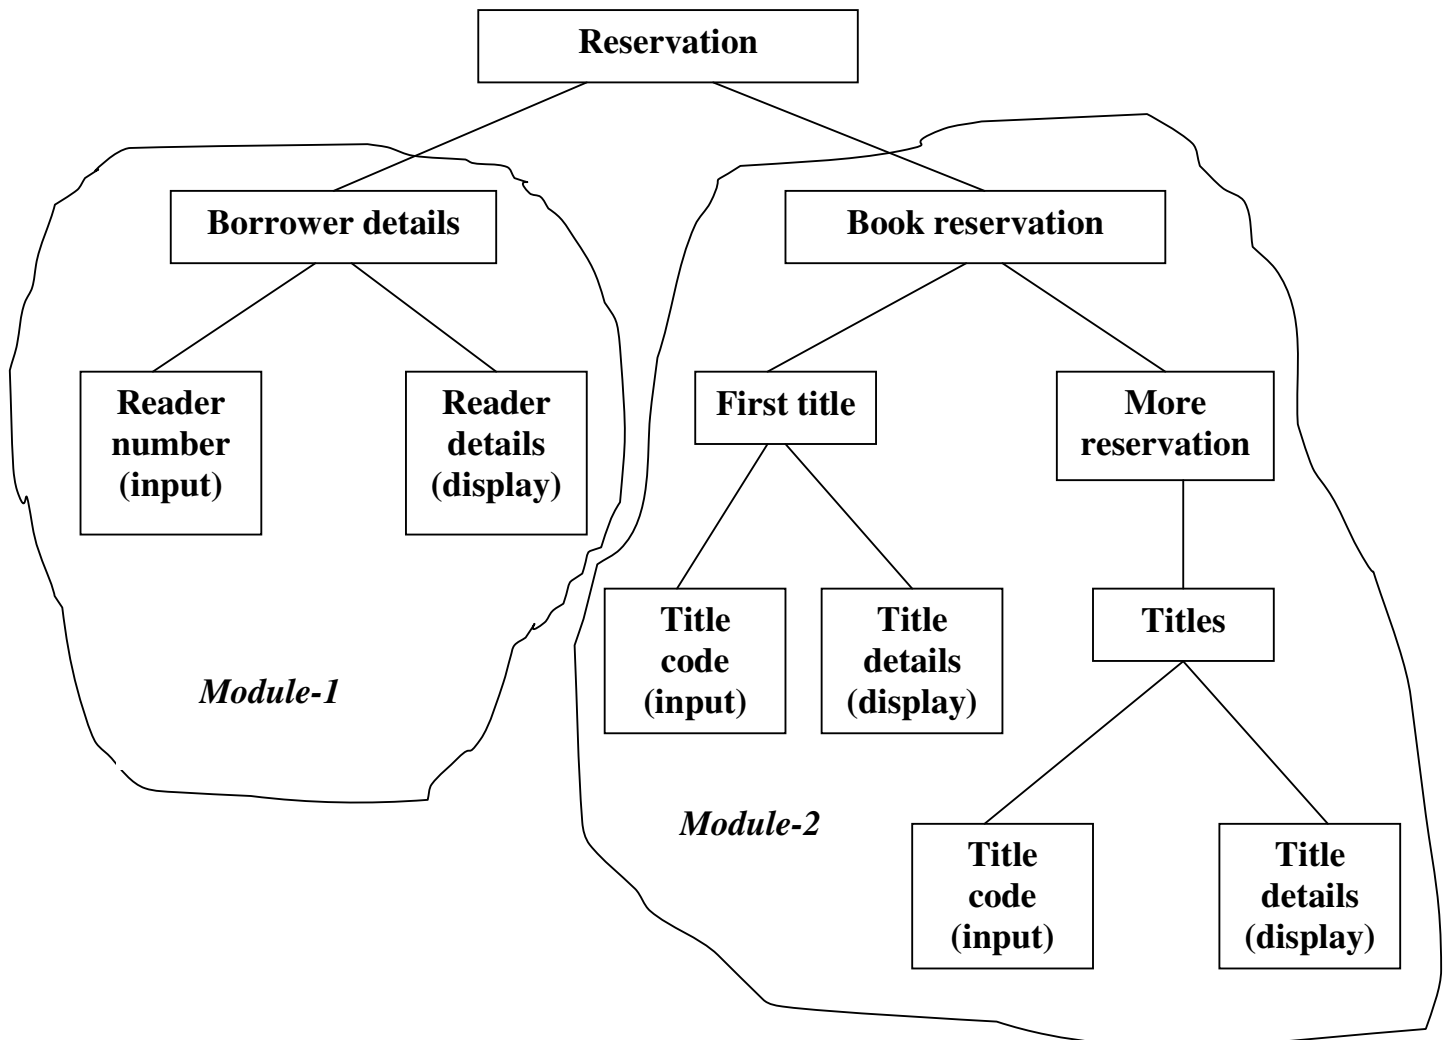 Reservation
Borrower details
Book reservation
Reader
number
(input)
Reader
details
(display)
First title
More
reservation
Title
code
(input)
Title
details
(display)
Titles
Module-1
Module-2
Title
code
(input)
Title
details
(display)